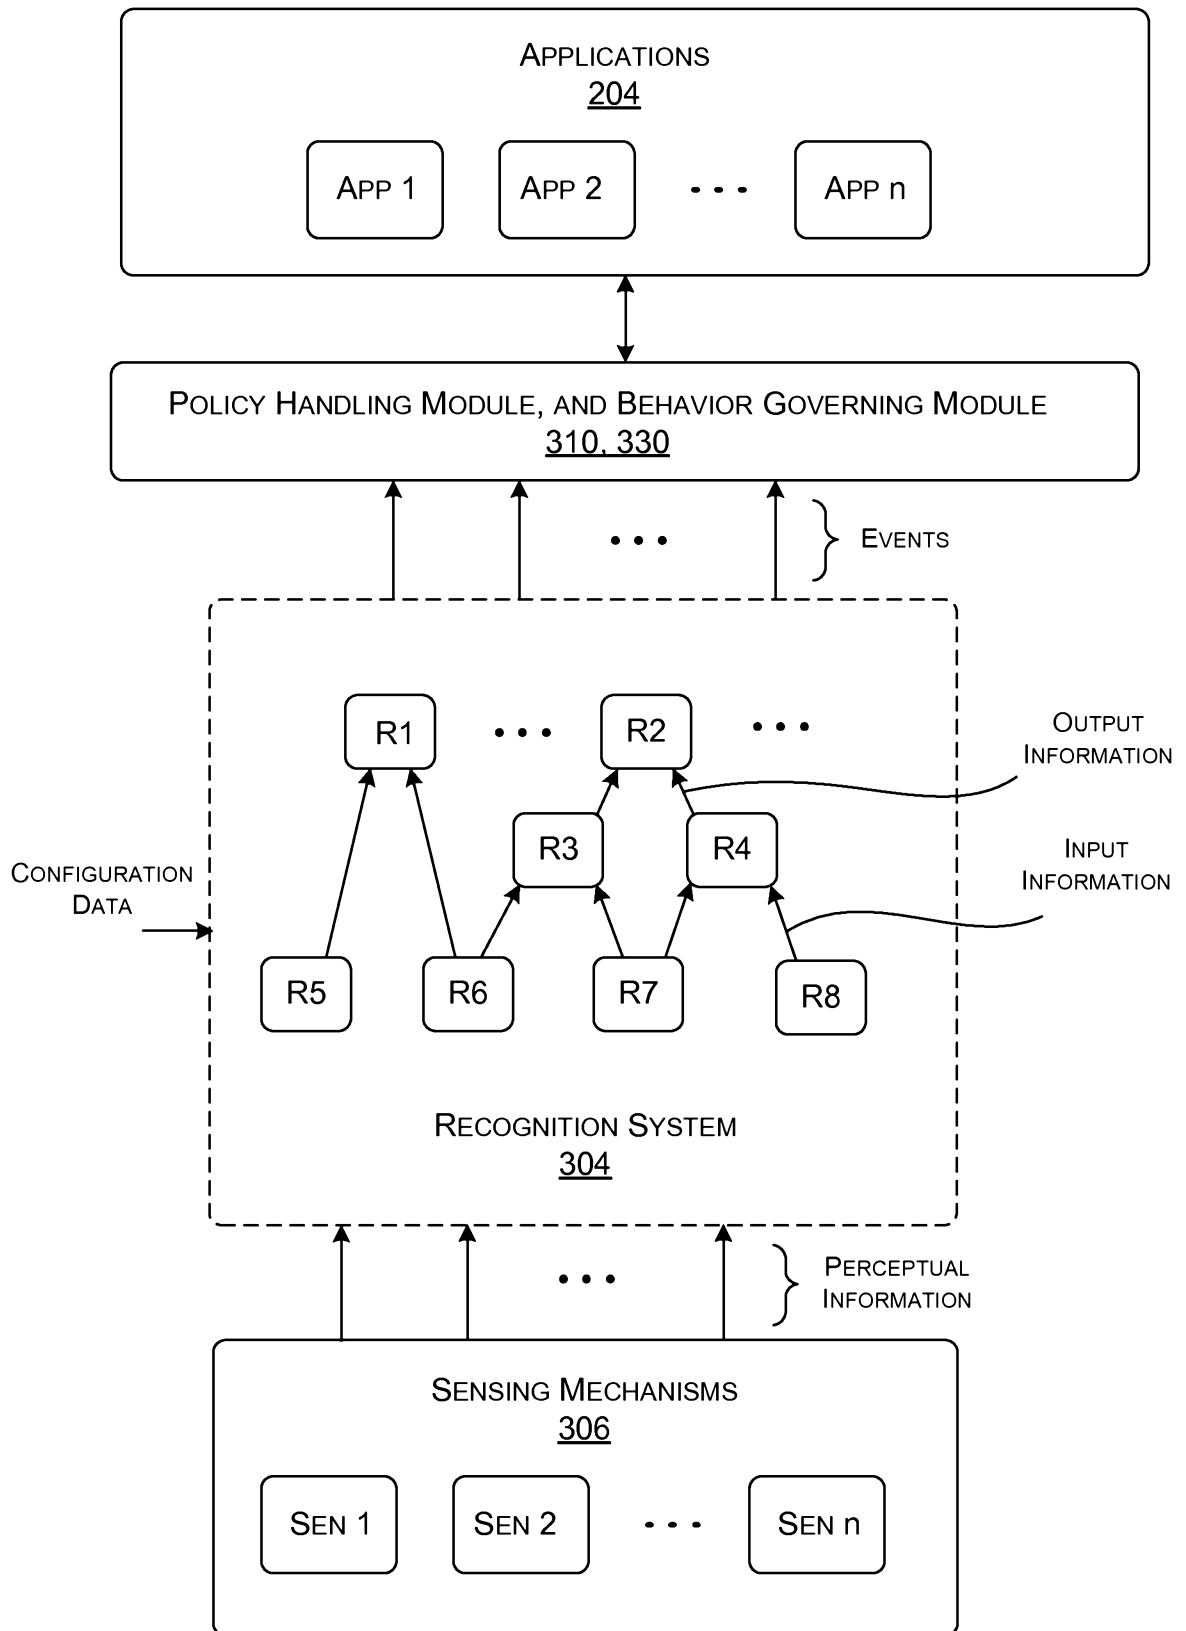 APPLICATIONS
204
APP 1
APP 2
APP n
POLICY HANDLING MODULE, AND BEHAVIOR GOVERNING MODULE
310, 330
EVENTS
R1
R2
OUTPUT
INFORMATION
R3
R4
INPUT
INFORMATION
CONFIGURATION
DATA
R5
R6
R7
R8
RECOGNITION SYSTEM
304
PERCEPTUAL
INFORMATION
SENSING MECHANISMS
306
SEN 1
SEN 2
SEN n